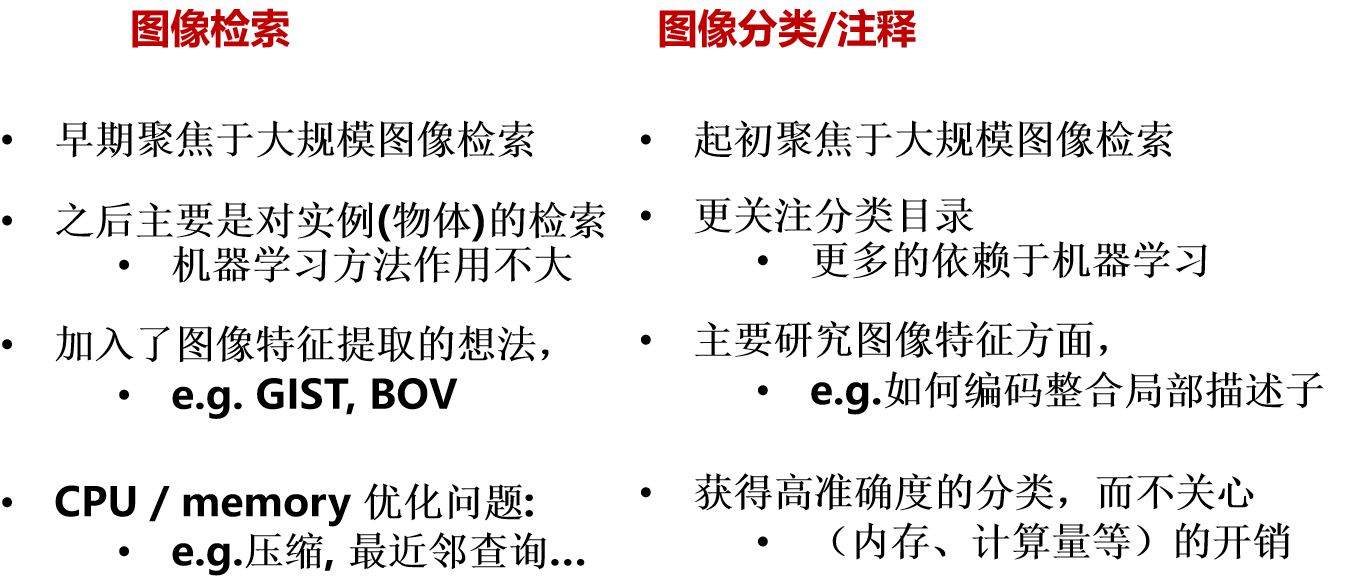 图像检索
• 早期聚焦于大规模图像检索
• 之后主要是对实例(物体)的检索
• 机器学习方法作用不大
• 加入了图像特征提取的想法，
• e.g. GIST, BOV
• CPU / memory 优化问题:
• e.g.压缩, 最近邻查询...
图像分类/注释
• 起初聚焦于大规模图像检索
• 更关注分类目录
• 更多的依赖于机器学习
• 主要研究图像特征方面，
• e.g.如何编码整合局部描述子
• 获得高准确度的分类，而不关心
• （内存、计算量等）的开销